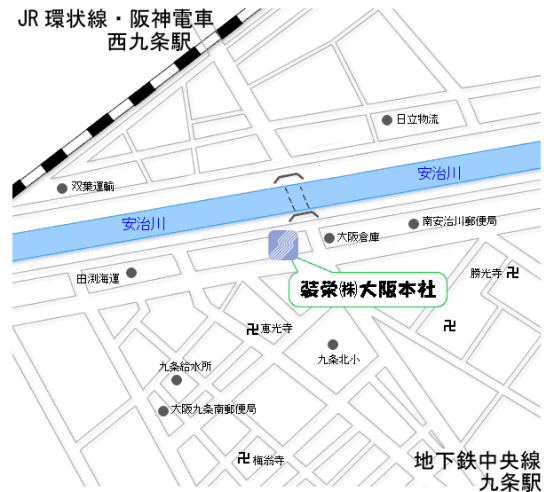 JR環状線・阪神電車
西九条駅
日立物流
安治川
双葉運輸
安治川
南安治川郵便局
大阪倉庫
勝光寺
田渕海運
装栄㈱大阪本社
恵光寺
九条北小
九条給水所
大阪九条南郵便局
梅翁寺
地下鉄中央線
九条駅